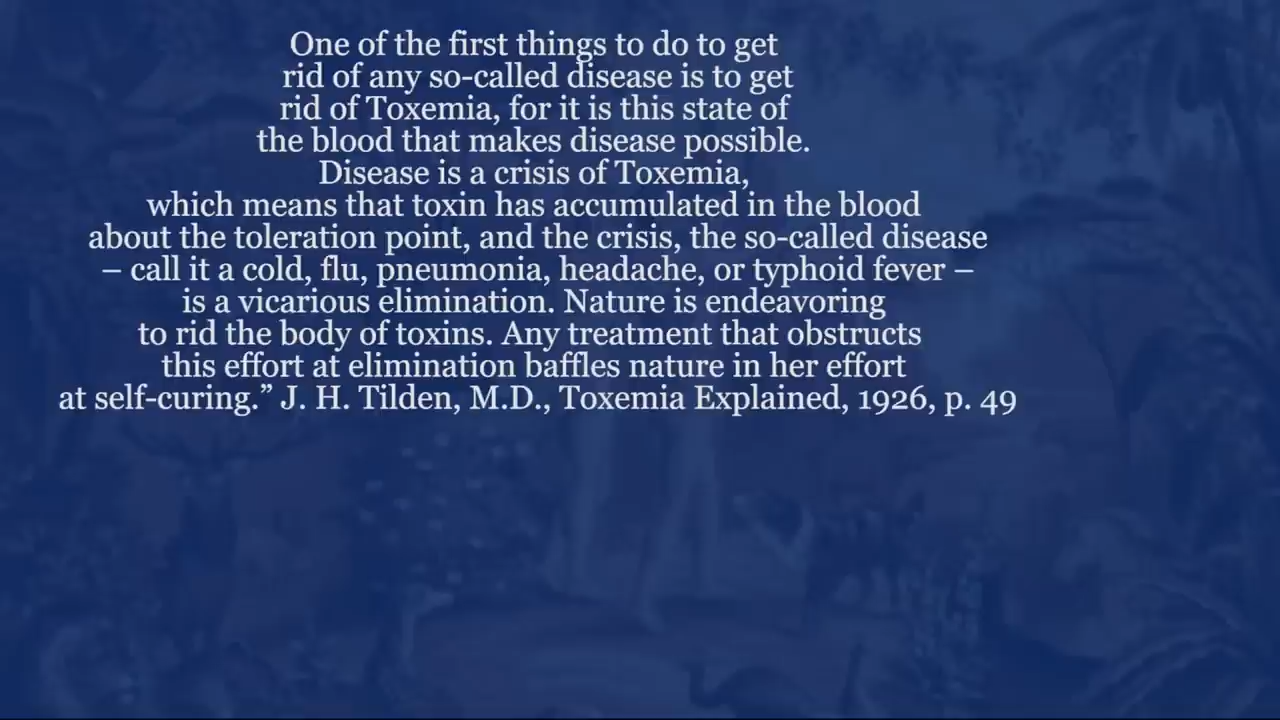 One of the first things to do to get
rid of any so-called disease is to get
rid of Toxemia, for it is this state of
the blood that makes disease possible.
Disease is a crisis of Toxemia,
which means that toxin has accumulated in the blood
about the toleration point, and the crisis, the so-called disease
– call it a cold, flu, pneumonia, headache, or typhoid fever –
is a vicarious elimination. Nature is endeavoring
to rid the body of toxins. Any treatment that obstructs
this effort at elimination baffles nature in her effort
at self-curing.” J. H. Tilden, M.D., Toxemia Explained, 1926, p. 49